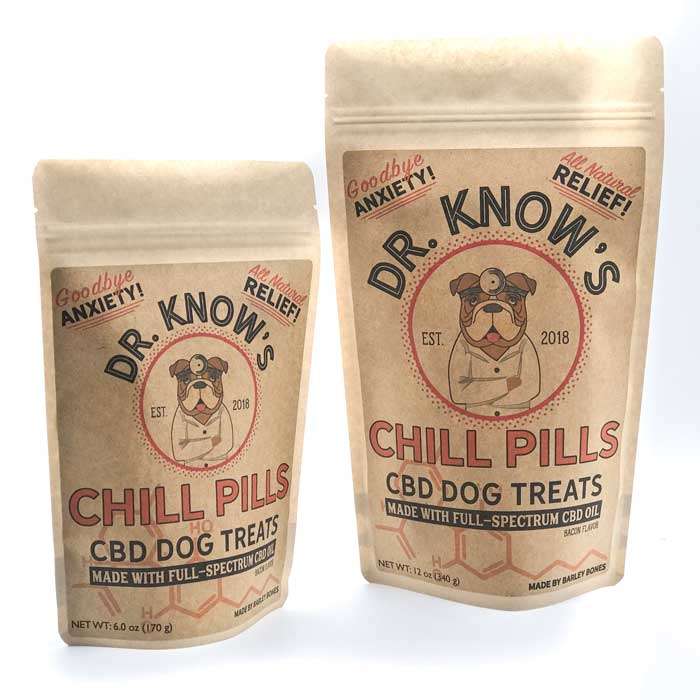 Goodbye
ANXIETY!
All Natural
RELIEF!
DR. KNOW'S
EST. 2018
CHILL PILLS
HO
CBD DOG TREATS
MADE WITH FULL-SPECTRUM CBD OIL
BACON FLAVOR
H
MADE BY BARLEY BONES
NET WT: 6.0 oz (170 g)
Goodbye
ANXIETY!
All Natural
RELIEF!
DR. KNOW'S
EST. 2018
CHILL PILLS
CBD DOG TREATS
MADE WITH FULL-SPECTRUM CBD OIL
BACON FLAVOR
H
NET WT: 12 oz (340 g)
MADE BY BARLEY BONES